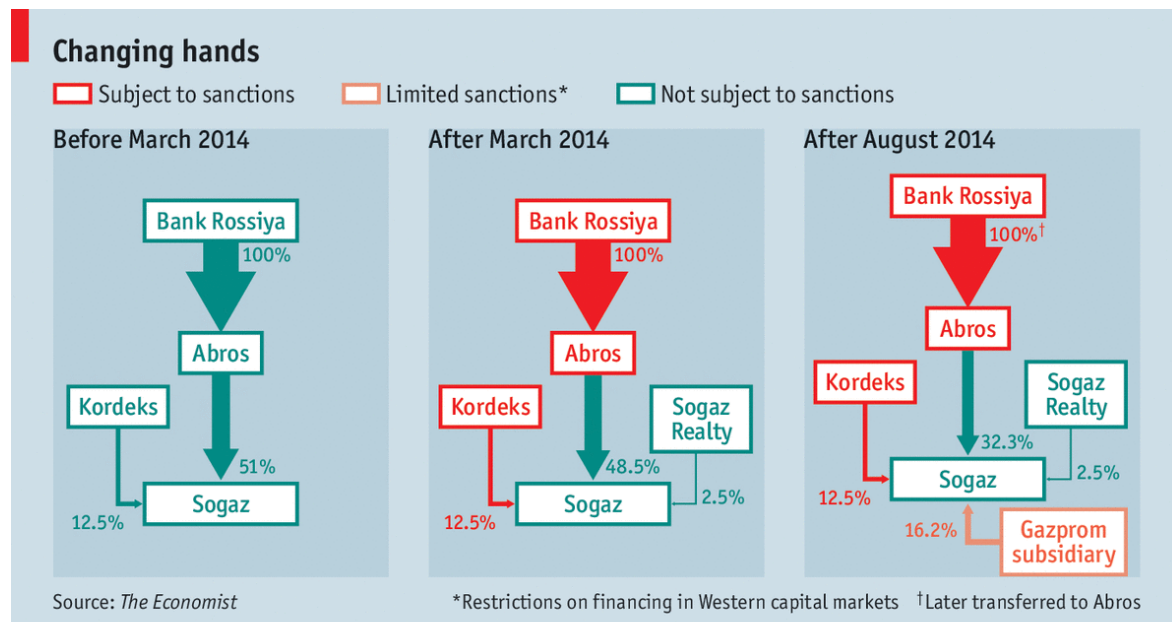 Changing hands
Subject to sanctions
Limited sanctions*
Not subject to sanctions
Before March 2014
Bank Rossiya
100%
Abros
Kordeks
51%
Sogaz
12.5%
After March 2014
Bank Rossiya
100%
Abros
Kordeks
Sogaz
Realty
48.5%
2.5%
Sogaz
12.5%
After August 2014
Bank Rossiya
100%†
Abros
Kordeks
Sogaz
Realty
32.3%
Sogaz
2.5%
12.5%
16.2%
Gazprom
subsidiary
Source: The Economist
*Restrictions on financing in Western capital markets †Later transferred to Abros